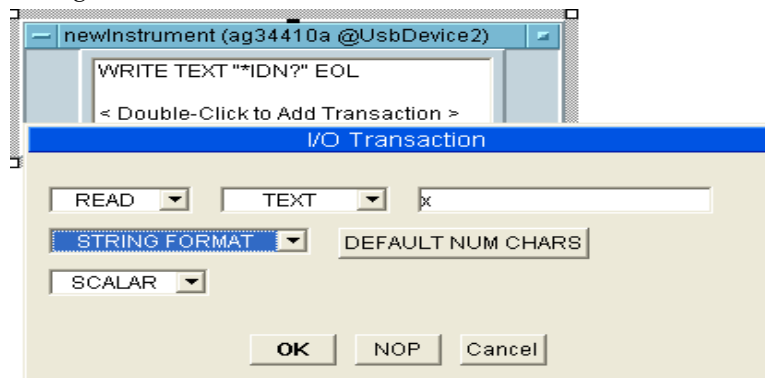 newInstrument (ag34410a @UsbDevice2)
WRITE TEXT "*IDN?" EOL
< Double-Click to Add Transaction >
I/O Transaction
READ TEXT x
STRING FORMAT DEFAULT NUM CHARS
SCALAR
OK NOP Cancel